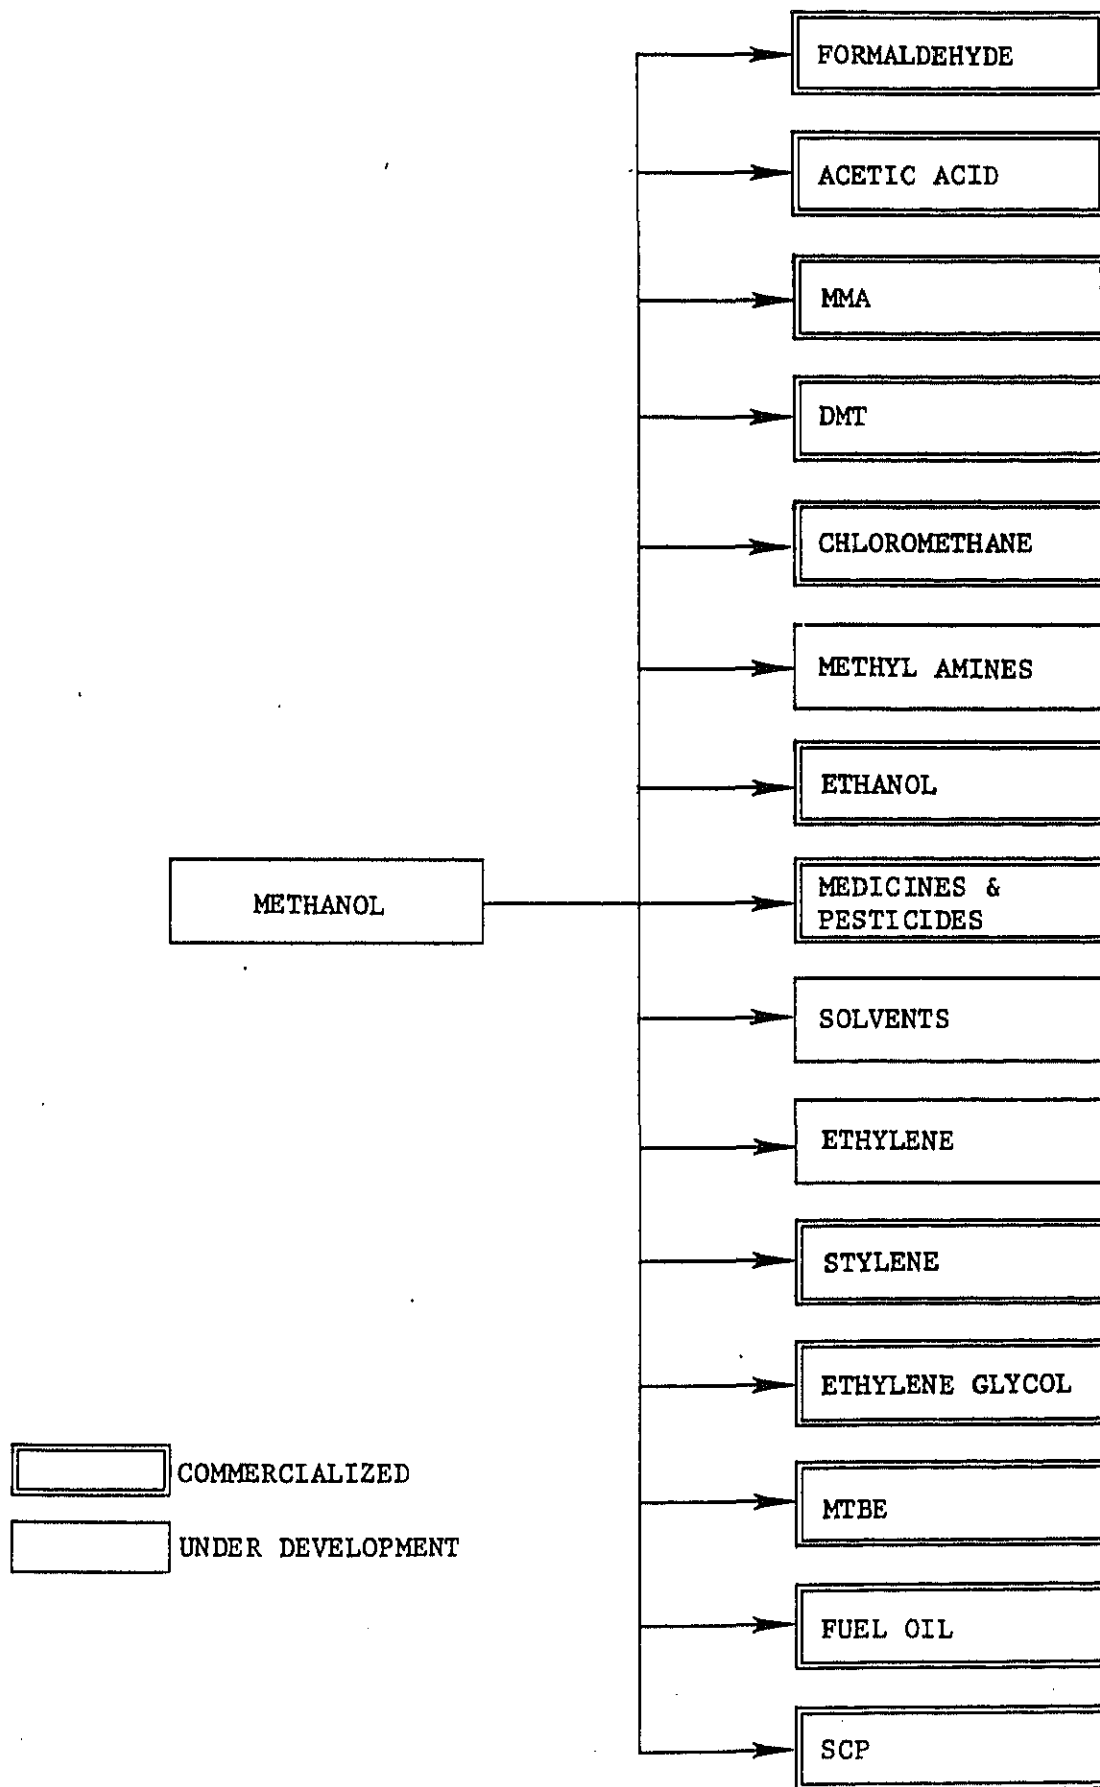 FORMALDEHYDE
ACETIC ACID
MMA
DMT
CHLOROMETHANE
METHYL AMINES
ETHANOL
METHANOL
MEDICINES &
PESTICIDES
SOLVENTS
ETHYLENE
STYLENE
ETHYLENE GLYCOL
COMMERCIALIZED
MTBE
UNDER DEVELOPMENT
FUEL OIL
SCP